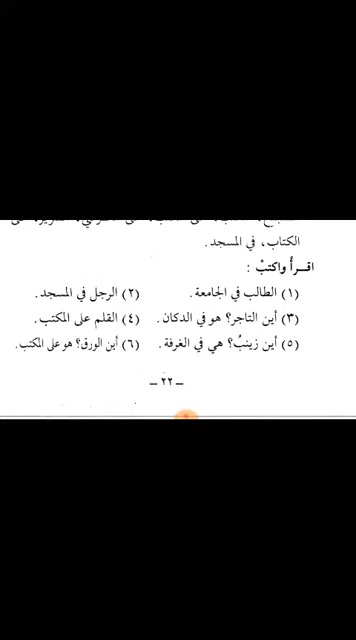 الكتاب، في المسجد.
اقـرأُ واكتبْ :
(١) الطالب في الجامعة. (٢) الرجل في المسجد.
(٣) أين التاجر؟ هو في الدكان. (٤) القلم على المكتب.
(٥) أين زينبُ؟ هي في الغرفة. (٦) أين الورق؟ هو على المكتب.
– ٢٢ –